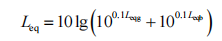 L_eq = 10 lg(10^{0.1L_eqg} + 10^{0.1L_eqb})